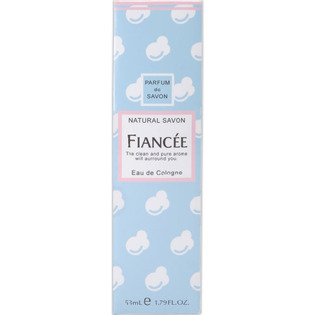 PARFUM
de
SAVON
NATURAL SAVON
FIANCÉE
The clean and pure aroma
will surround you
Eau de Cologne
53mL e 1.79FL.OZ.